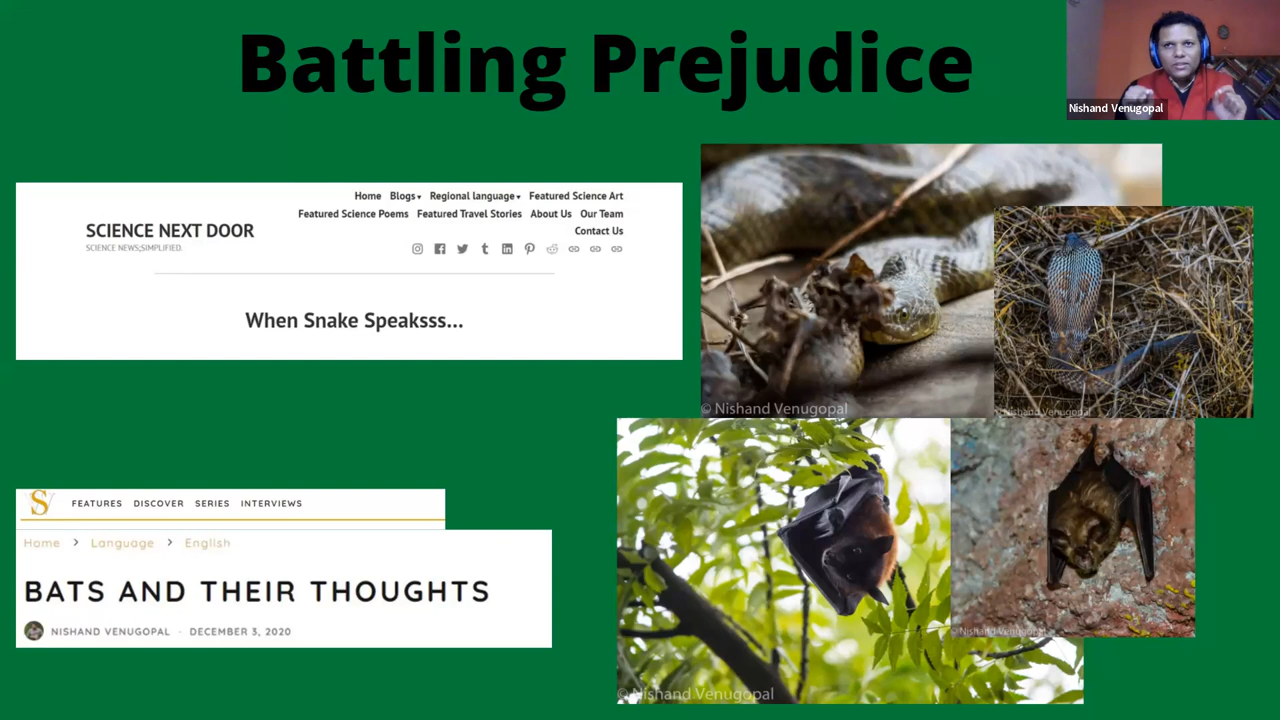 Battling Prejudice
Nishand Venugopal
Home Blogs Regional language Featured Science Art
Featured Science Poems Featured Travel Stories About Us Our Team
Contact Us
SCIENCE NEXT DOOR
SCIENCE NEWS;SIMPLIFIED.
When Snake Speaksss...
© Nishand Venugopal
© Nishand Venugopal
S FEATURES DISCOVER SERIES INTERVIEWS
Home > Language > English
BATS AND THEIR THOUGHTS
NISHAND VENUGOPAL - DECEMBER 3, 2020
© Nishand Venugopal
© Nishand Venugopal